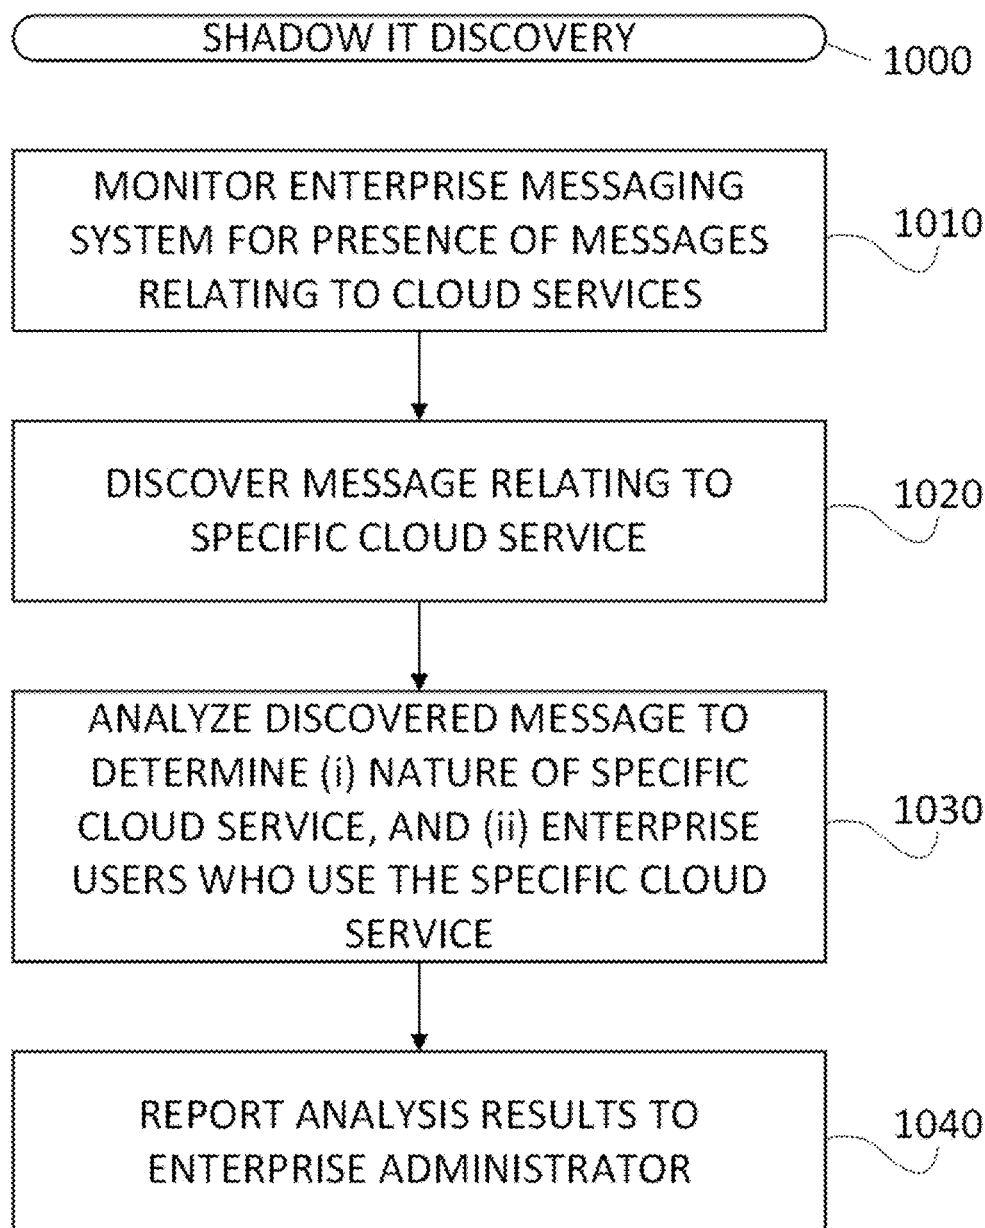 SHADOW IT DISCOVERY
1000
MONITOR ENTERPRISE MESSAGING
SYSTEM FOR PRESENCE OF MESSAGES
RELATING TO CLOUD SERVICES
1010
DISCOVER MESSAGE RELATING TO
SPECIFIC CLOUD SERVICE
1020
ANALYZE DISCOVERED MESSAGE TO
DETERMINE (i) NATURE OF SPECIFIC
CLOUD SERVICE, AND (ii) ENTERPRISE
USERS WHO USE THE SPECIFIC CLOUD
SERVICE
1030
REPORT ANALYSIS RESULTS TO
ENTERPRISE ADMINISTRATOR
1040